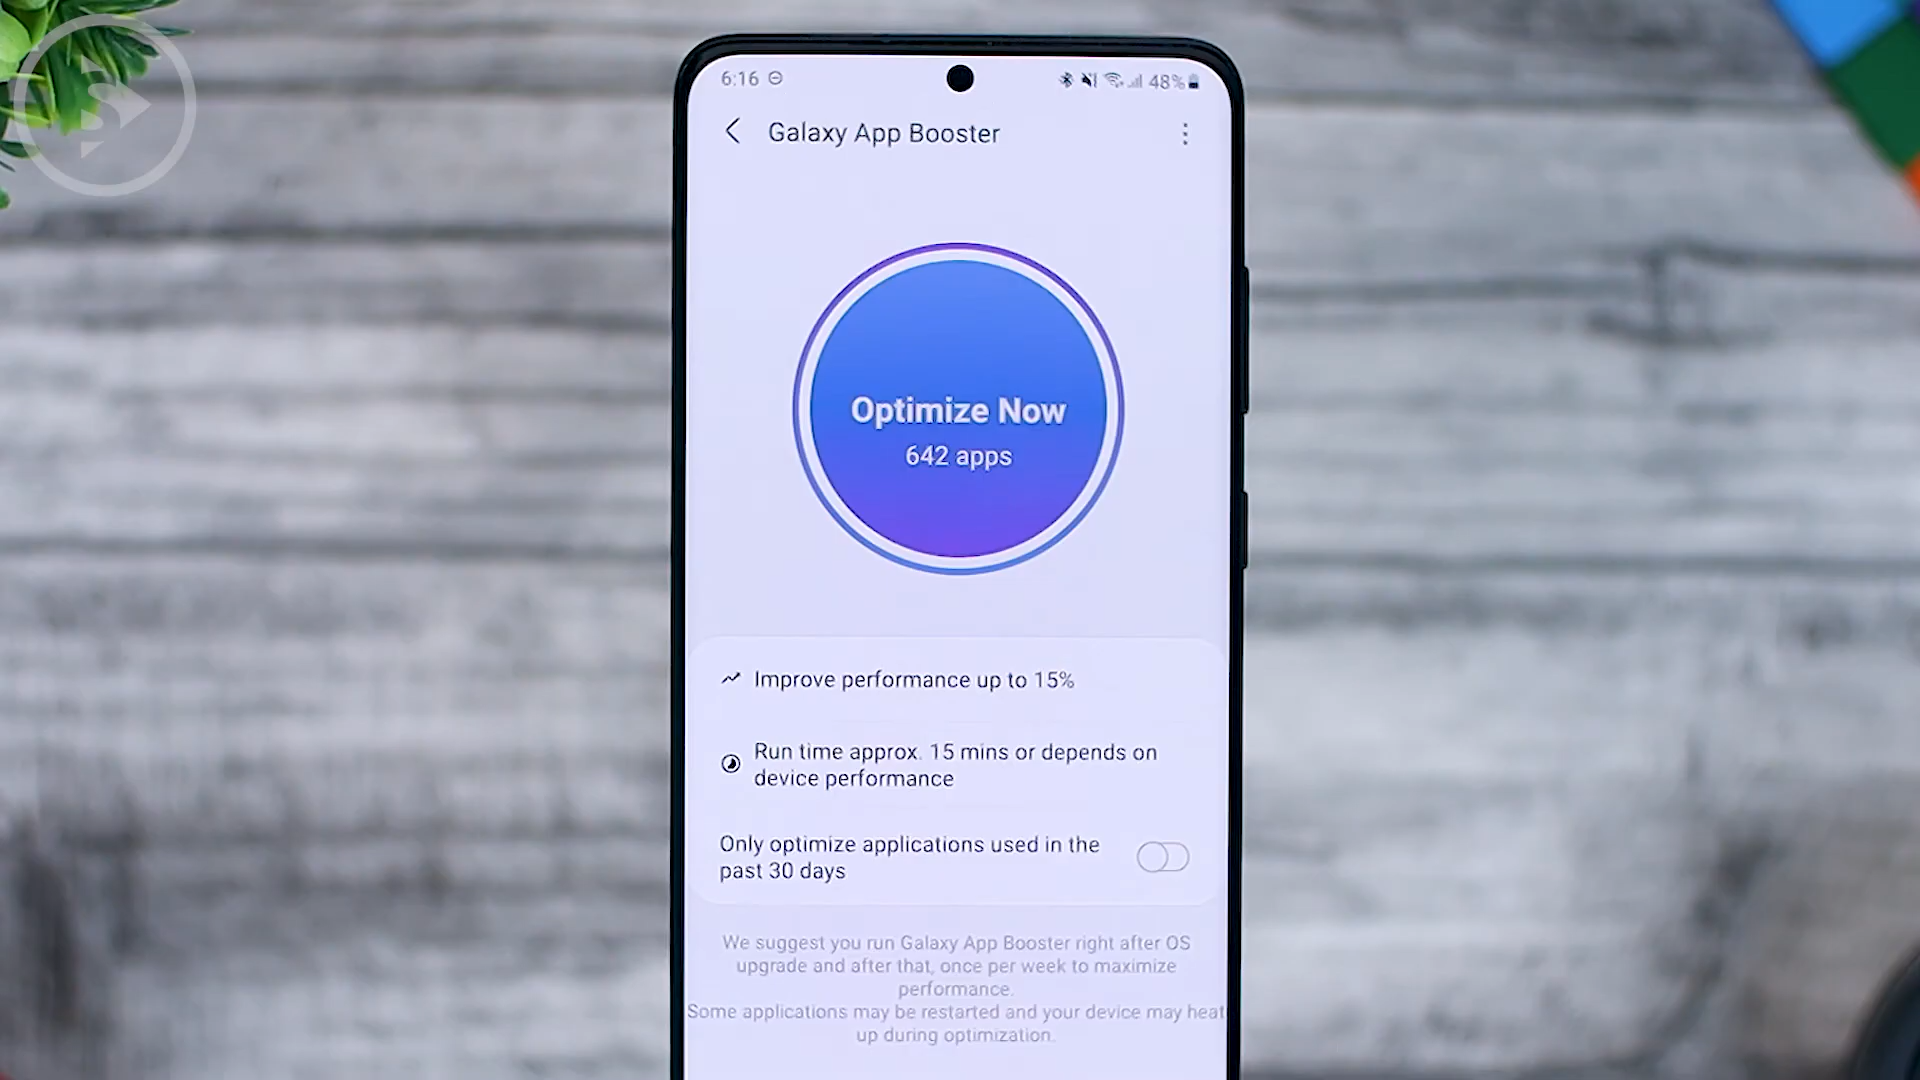 6:16
48%
Galaxy App Booster
Optimize Now
642 apps
Improve performance up to 15%
Run time approx. 15 mins or depends on
device performance
Only optimize applications used in the
past 30 days
We suggest you run Galaxy App Booster right after OS
upgrade and after that, once per week to maximize
performance.
Some applications may be restarted and your device may heat
up during optimization.